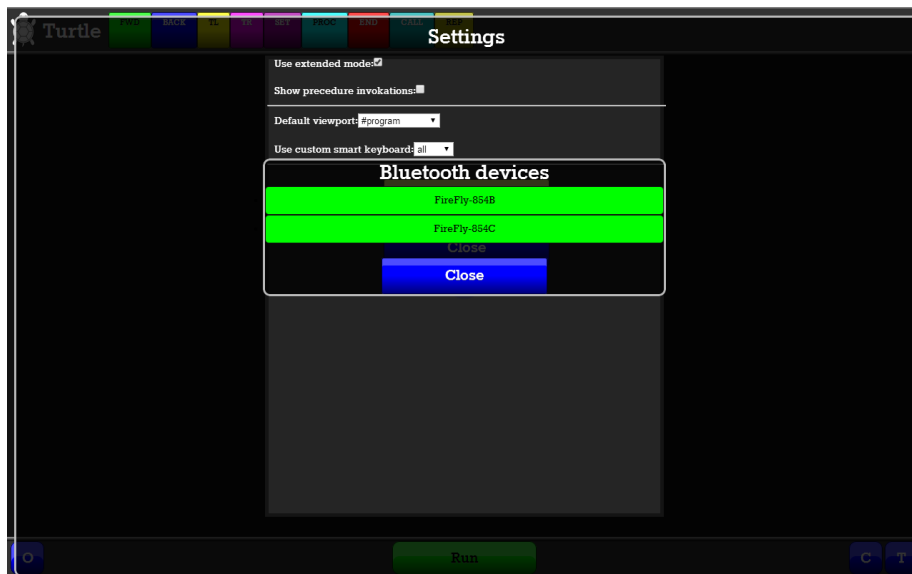 Turtle FWD BACK TL TR SET PROC END CALL REP
Settings
Use extended mode:
Show precedure invokations:
Default viewport: #program
Use custom smart keyboard: all
Bluetooth devices
FireFly-854B
FireFly-854C
Close
Close
O Run C T